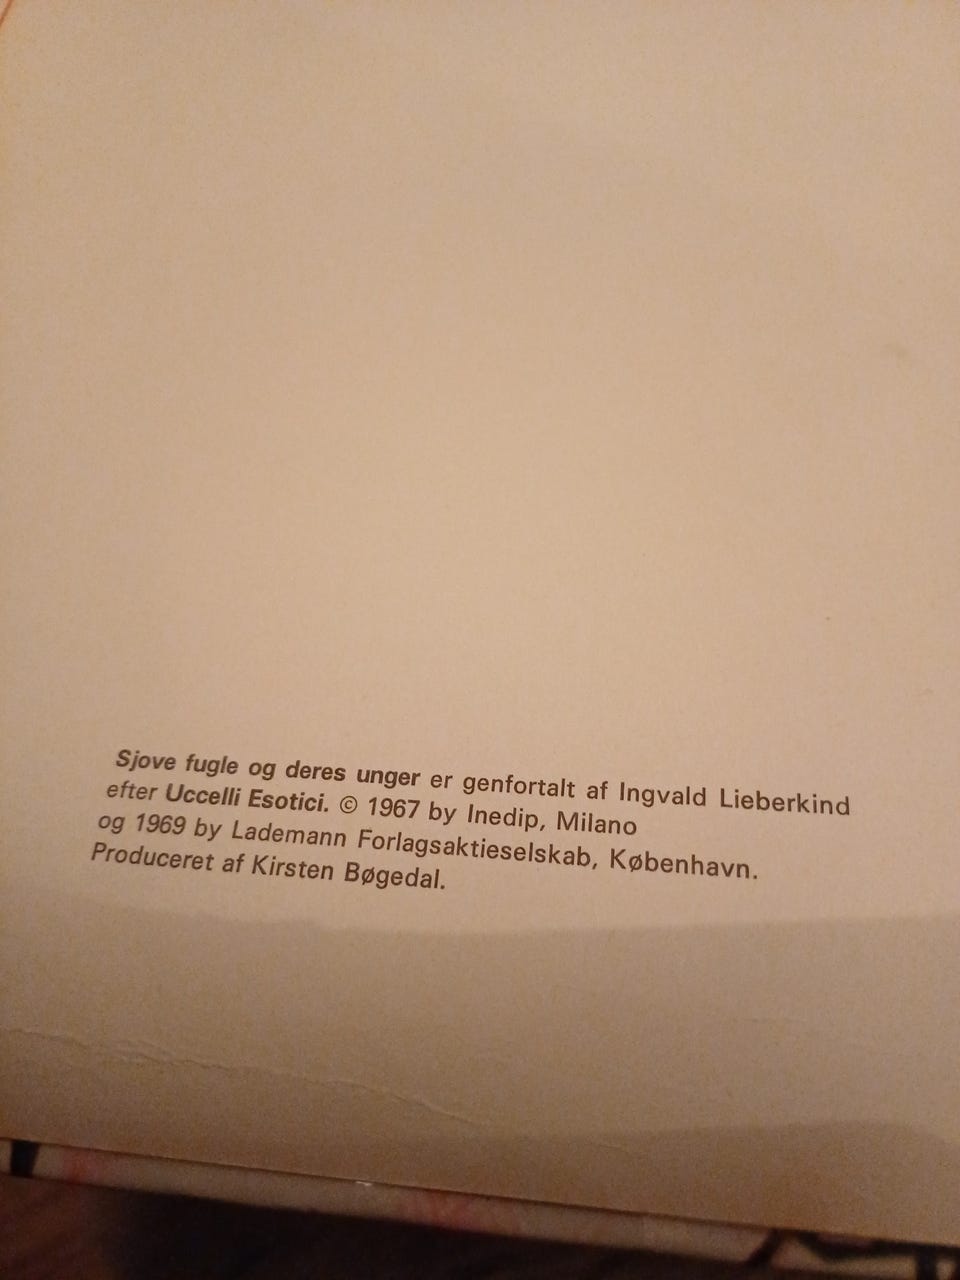 Sjove fugle og deres unger er genfortalt af Ingvald Lieberkind
efter Uccelli Esotici. © 1967 by Inedip, Milano
og 1969 by Lademann Forlagsaktieselskab, København.
Produceret af Kirsten Bøgedal.